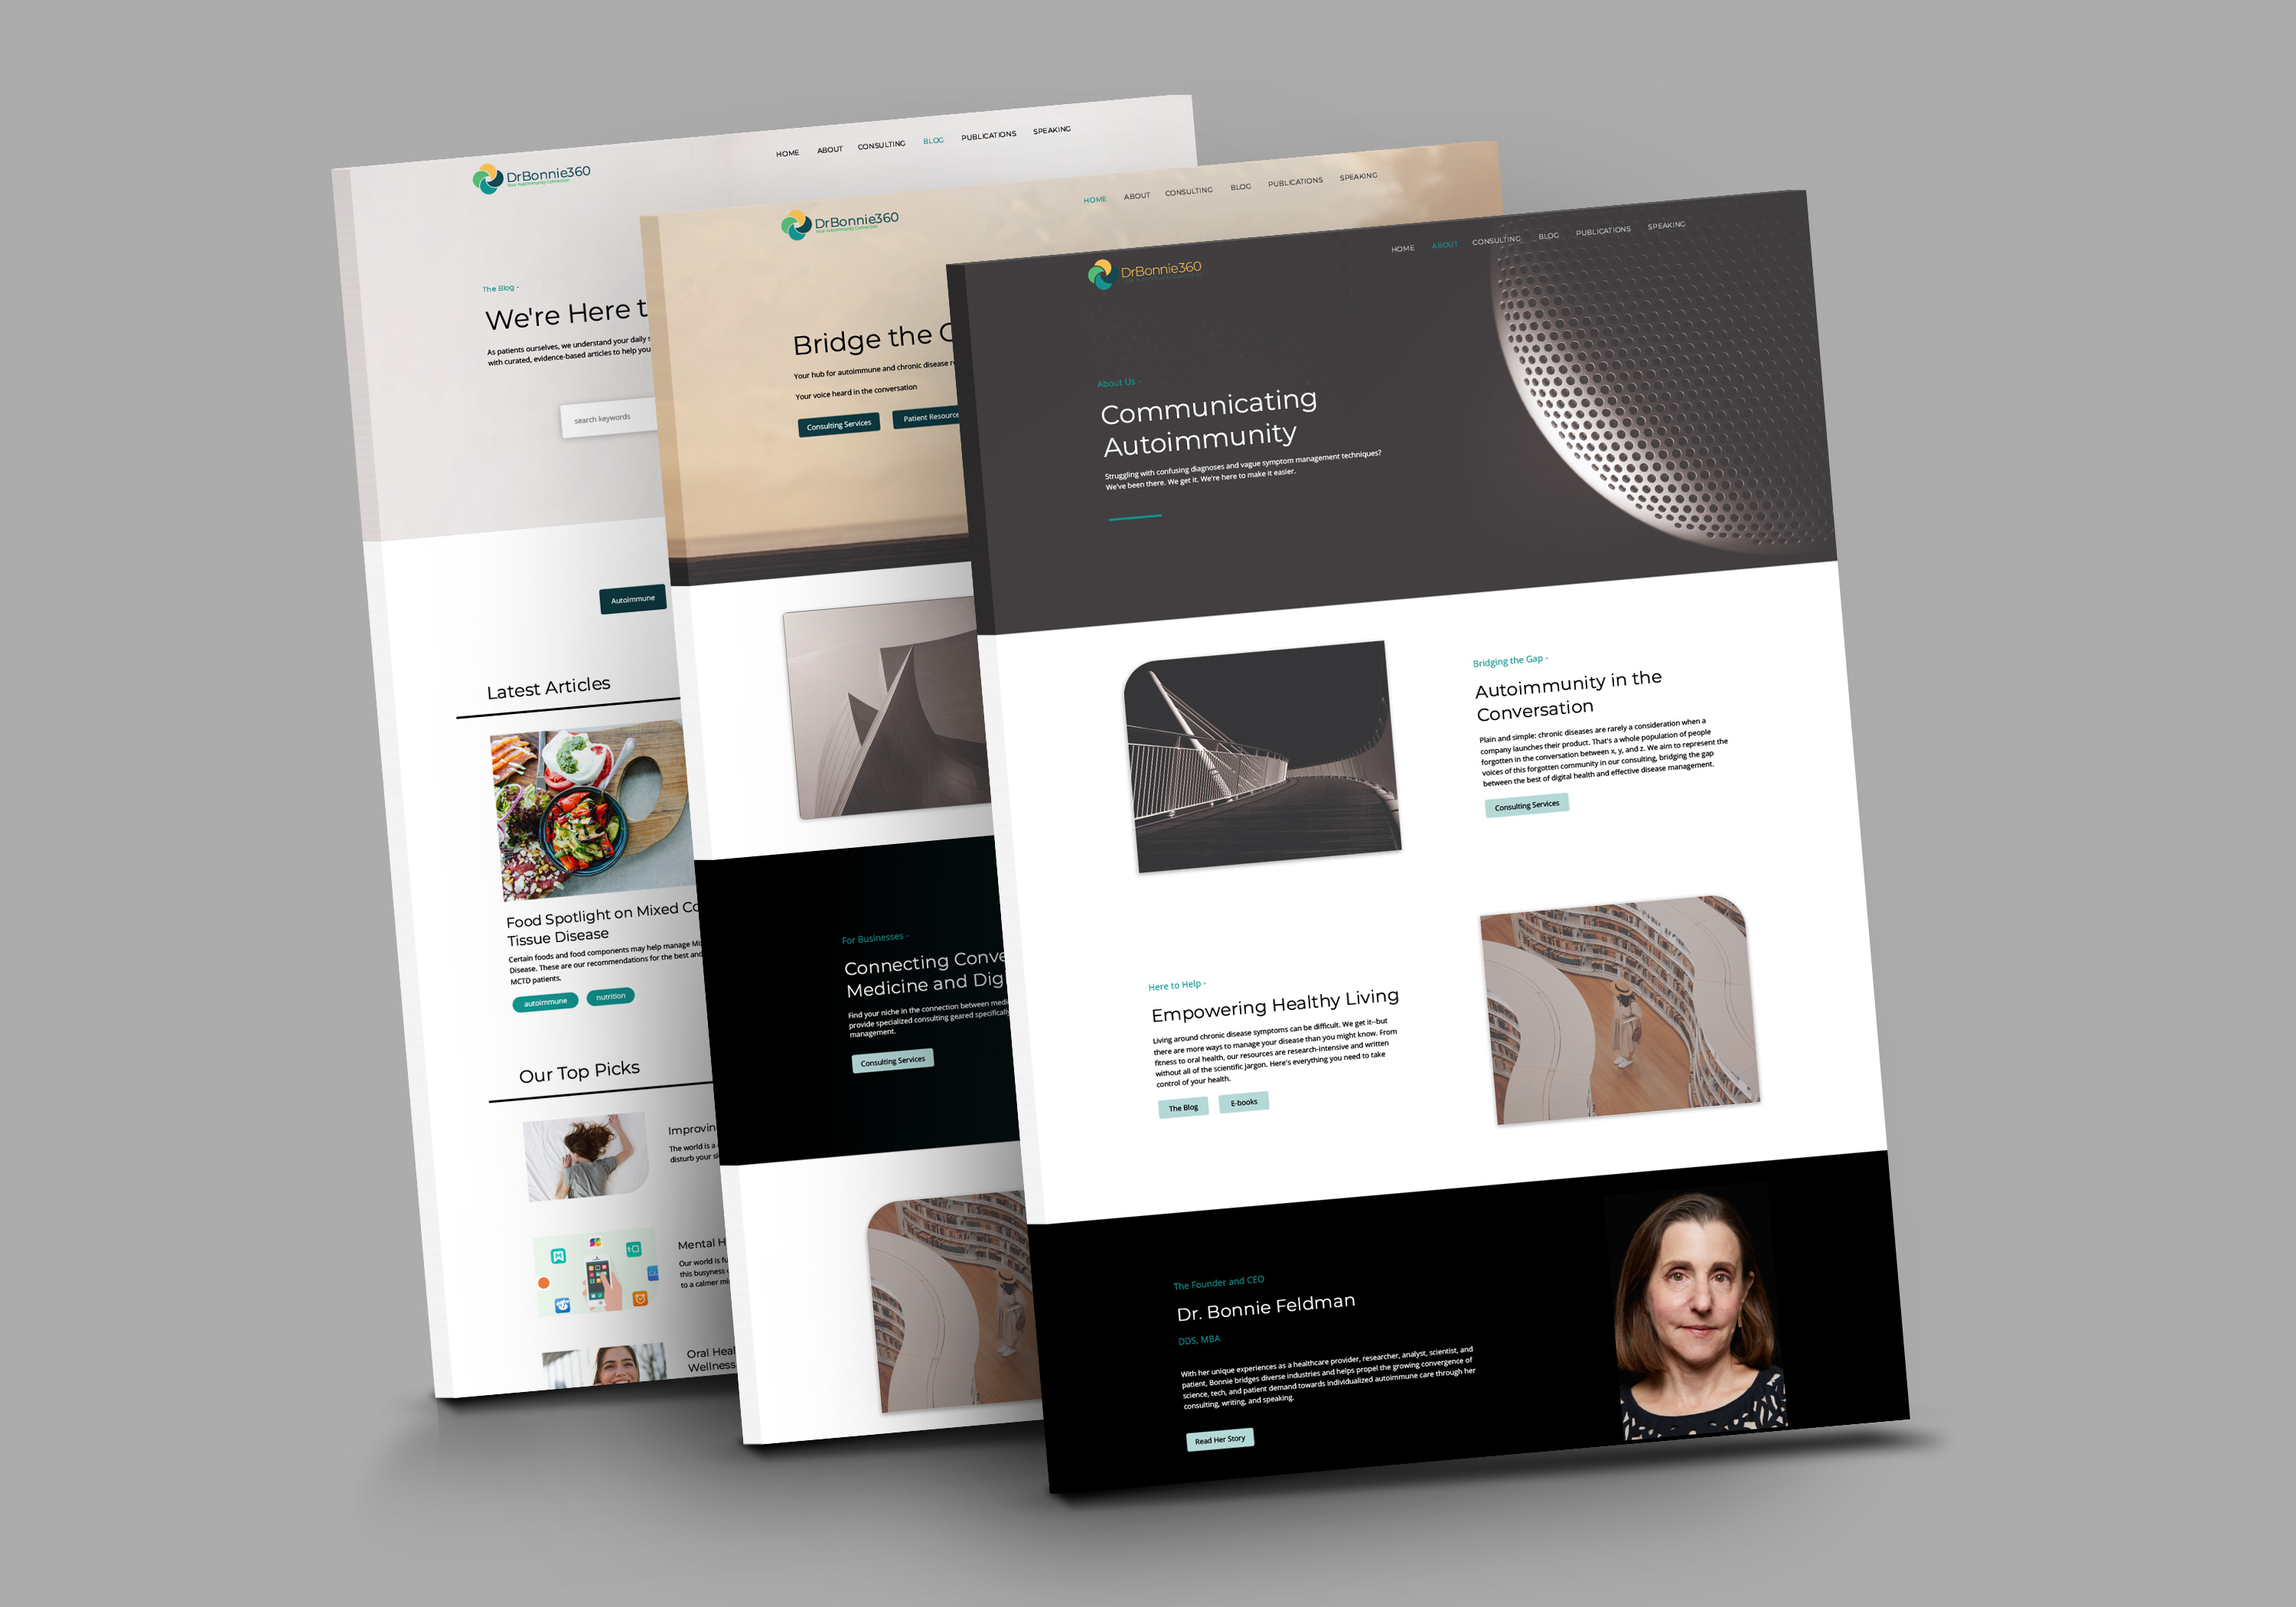 DrBonnie360
Your Autoimmunity Connection
HOME ABOUT CONSULTING BLOG PUBLICATIONS SPEAKING
The Blog -
We're Here t
As patients ourselves, we understand your daily s
with curated, evidence-based articles to help you
search keywords
Autoimmune
Latest Articles
Food Spotlight on Mixed Co
Tissue Disease
Certain foods and food components may help manage Mi
Disease. These are our recommendations for the best and
MCTD patients.
autoimmune nutrition
Our Top Picks
Improvin
The world is a
disturb your sl
Mental H
Our world is fu
this busyness
to a calmer mi
Oral Heal
Wellness
DrBonnie360
Your Autoimmunity Connection
HOME ABOUT CONSULTING BLOG PUBLICATIONS SPEAKING
Bridge the G
Your hub for autoimmune and chronic disease r
Your voice heard in the conversation
Consulting Services Patient Resource
For Businesses -
Connecting Conve
Medicine and Digi
Find your niche in the connection between medi
provide specialized consulting geared specifically
management.
Consulting Services
DrBonnie360
HOME ABOUT CONSULTING BLOG PUBLICATIONS SPEAKING
About Us -
Communicating
Autoimmunity
Struggling with confusing diagnoses and vague symptom management techniques?
We've been there. We get it. We're here to make it easier.
Bridging the Gap -
Autoimmunity in the
Conversation
Plain and simple: chronic diseases are rarely a consideration when a
company launches their product. That's a whole population of people
forgotten in the conversation between x, y, and z. We aim to represent the
voices of this forgotten community in our consulting, bridging the gap
between the best of digital health and effective disease management.
Consulting Services
Here to Help -
Empowering Healthy Living
Living around chronic disease symptoms can be difficult. We get it--but
there are more ways to manage your disease than you might know. From
fitness to oral health, our resources are research-intensive and written
without all of the scientific jargon. Here's everything you need to take
control of your health.
The Blog E-books
The Founder and CEO
Dr. Bonnie Feldman
DDS, MBA
With her unique experiences as a healthcare provider, researcher, analyst, scientist, and
patient, Bonnie bridges diverse industries and helps propel the growing convergence of
science, tech, and patient demand towards individualized autoimmune care through her
consulting, writing, and speaking.
Read Her Story